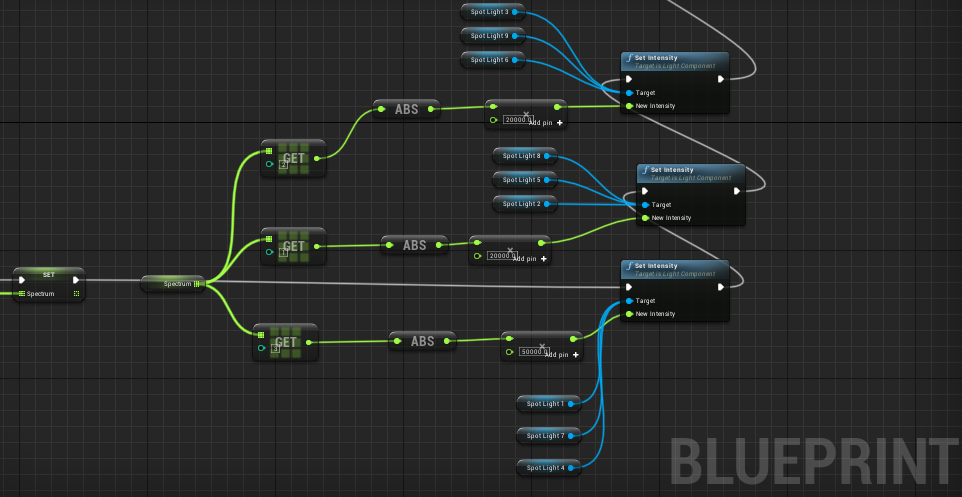 Spot Light 3
Spot Light 9
Spot Light 6
Set Intensity
Target is Light Component
Target
New Intensity
ABS
20000.0
Add pin +
GET
2
Spot Light 8
Spot Light 5
Spot Light 2
Set Intensity
Target is Light Component
Target
New Intensity
GET
1
ABS
20000.0
Add pin +
SET
Spectrum
Spectrum
Set Intensity
Target is Light Component
Target
New Intensity
GET
3
ABS
50000.0
Add pin +
Spot Light 1
Spot Light 7
Spot Light 4
BLUEPRINT